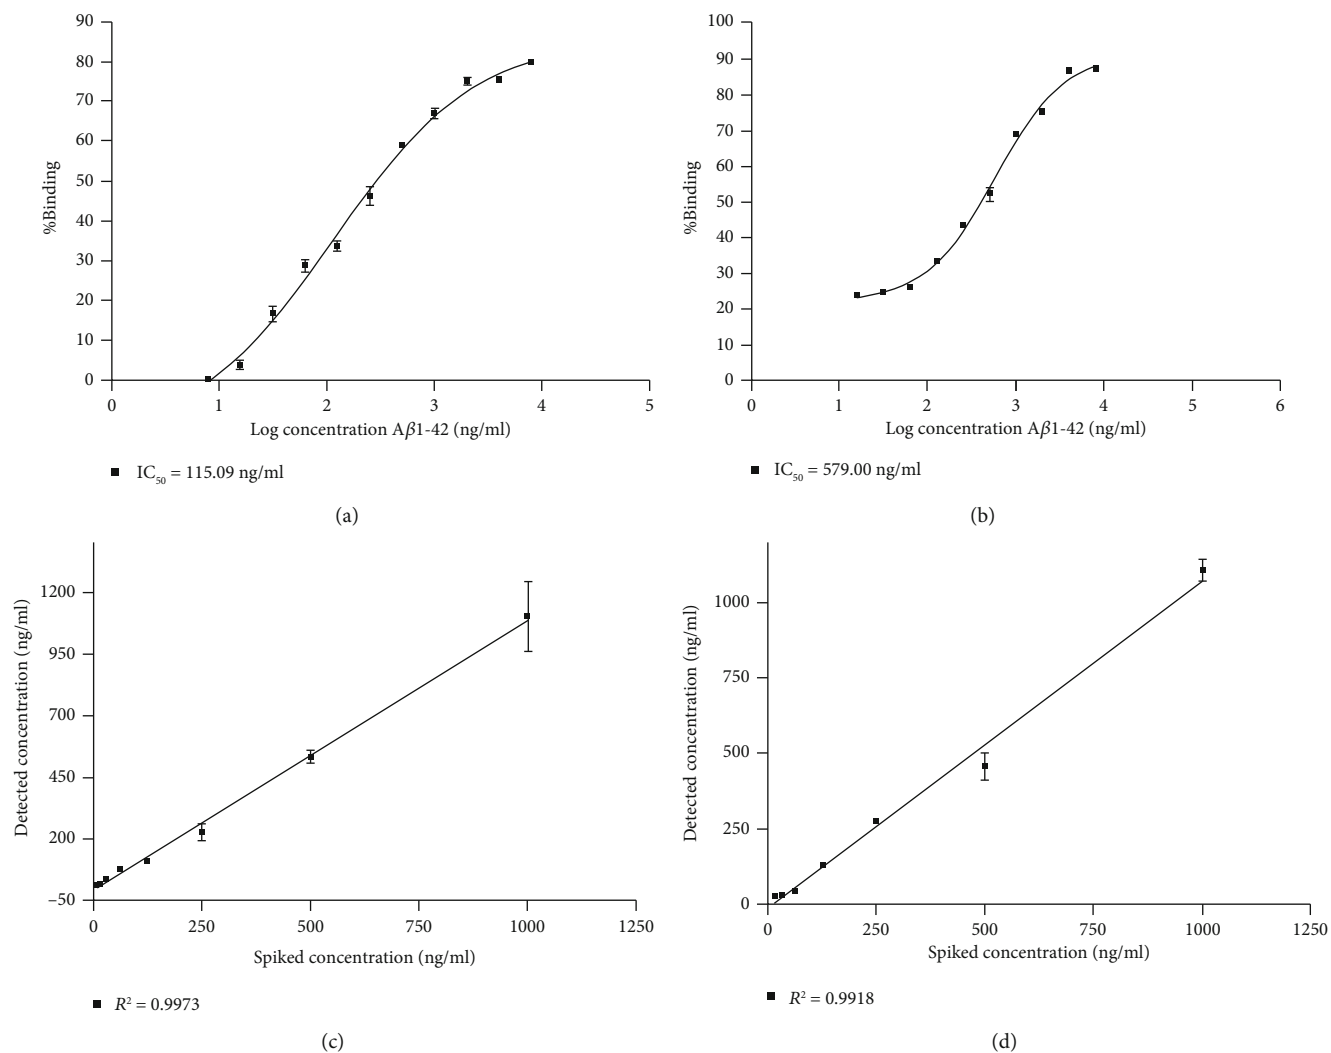 90
80
70
60
50
40
30
20
10
0
%Binding
0 1 2 3 4 5
Log concentration Aβ1-42 (ng/ml)
IC50 = 115.09 ng/ml
(a)
100
90
80
70
60
50
40
30
20
10
0
%Binding
0 1 2 3 4 5 6
Log concentration Aβ1-42 (ng/ml)
IC50 = 579.00 ng/ml
(b)
1200
950
700
450
200
–50
Detected concentration (ng/ml)
0 250 500 750 1000 1250
Spiked concentration (ng/ml)
R² = 0.9973
(c)
1000
750
500
250
0
Detected concentration (ng/ml)
0 250 500 750 1000 1250
Spiked concentration (ng/ml)
R² = 0.9918
(d)